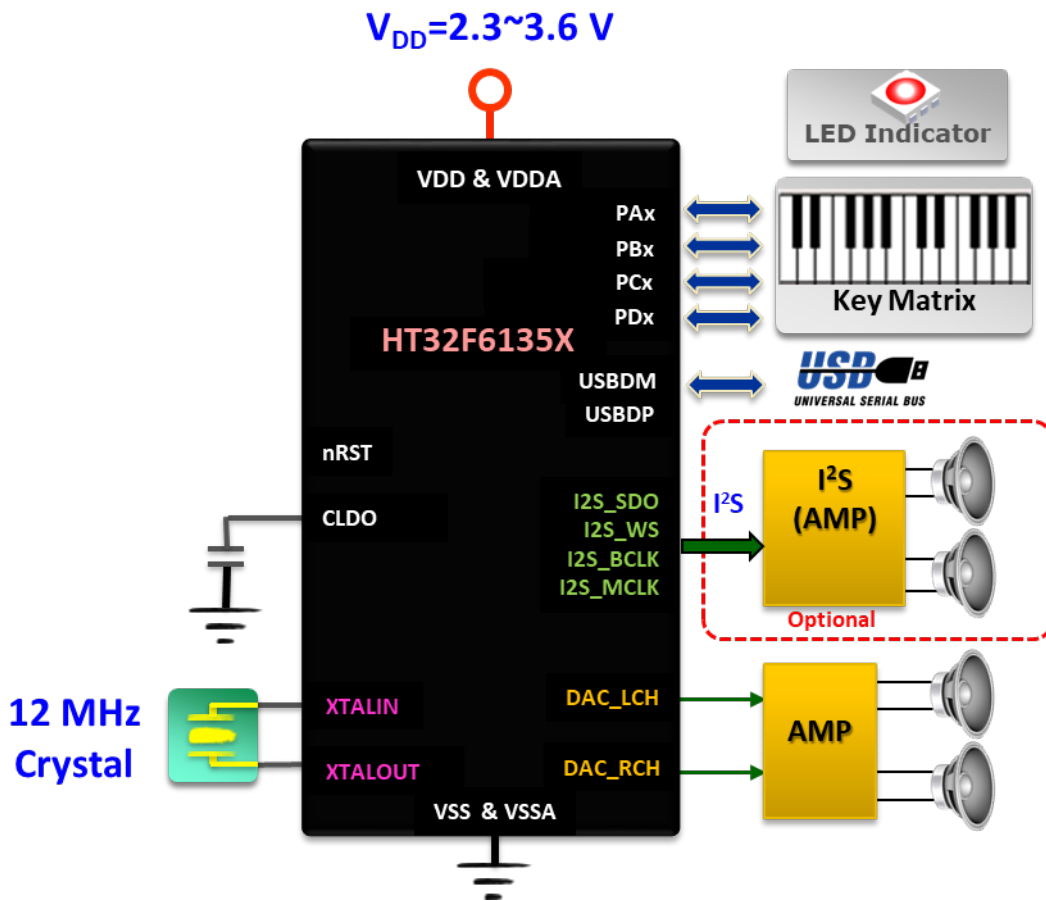 V_DD=2.3~3.6 V
LED Indicator
VDD & VDDA
PAx
PBx
PCx
PDx
Key Matrix
HT32F6135X
USBDM
USBDP
USB
UNIVERSAL SERIAL BUS
nRST
CLDO
I2S_SDO
I2S_WS
I2S_BCLK
I2S_MCLK
I²S
I²S
(AMP)
Optional
12 MHz
Crystal
XTALIN
XTALOUT
DAC_LCH
DAC_RCH
AMP
VSS & VSSA